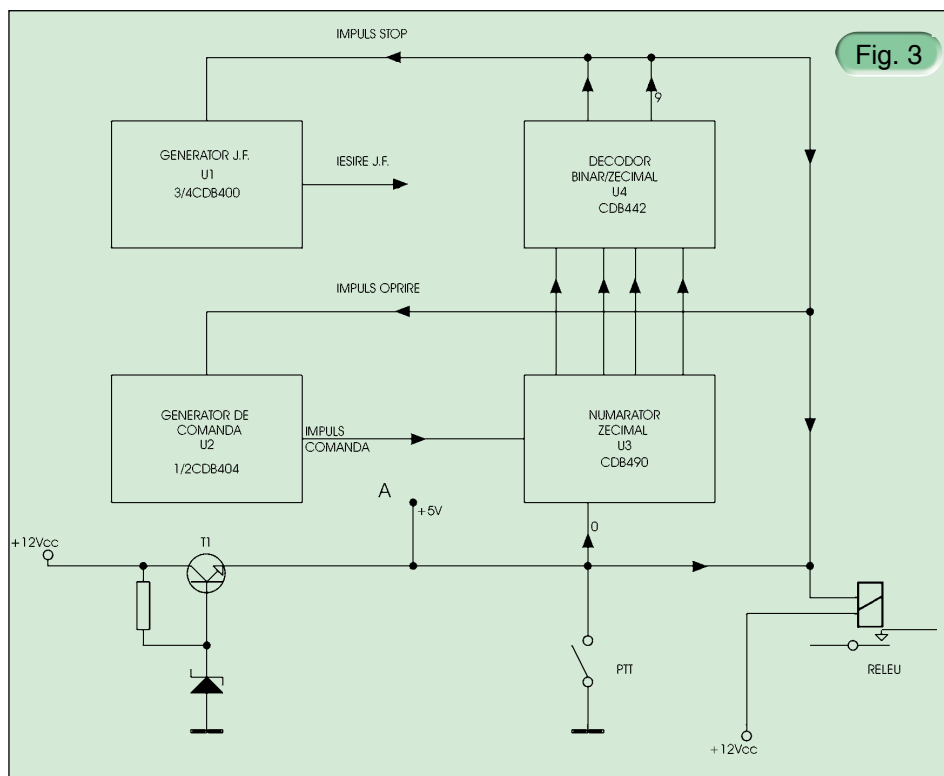 IMPULS STOP
Fig. 3
9
GENERATOR J.F.
U1
3/4CDB400
IESIRE J.F.
DECODOR
BINAR/ZECIMAL
U4
CDB442
IMPULS OPRIRE
GENERATOR DE
COMANDA
U2
1/2CDB404
IMPULS
COMANDA
NUMARATOR
ZECIMAL
U3
CDB490
A
+5V
0
+12Vcc
T1
PTT
RELEU
+12Vcc